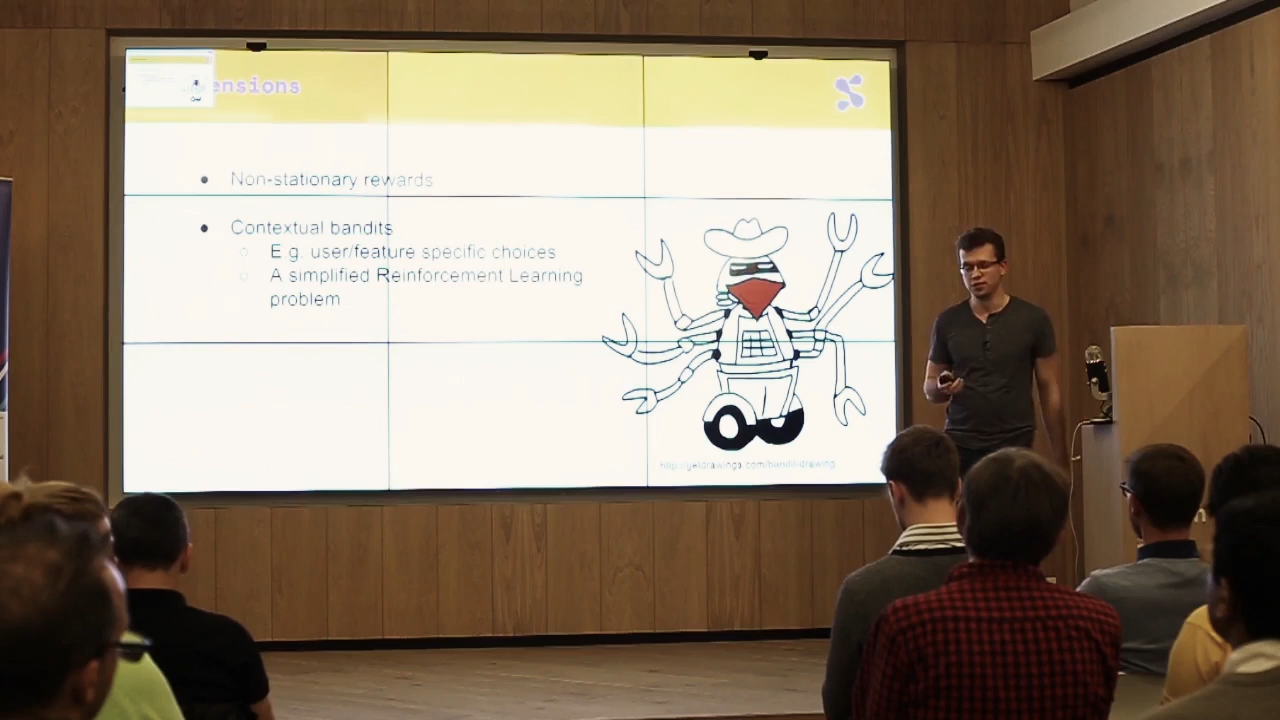 ensions
Non-stationary rewards
Contextual bandits
E g. user/feature specific choices
A simplified Reinforcement Learning
problem